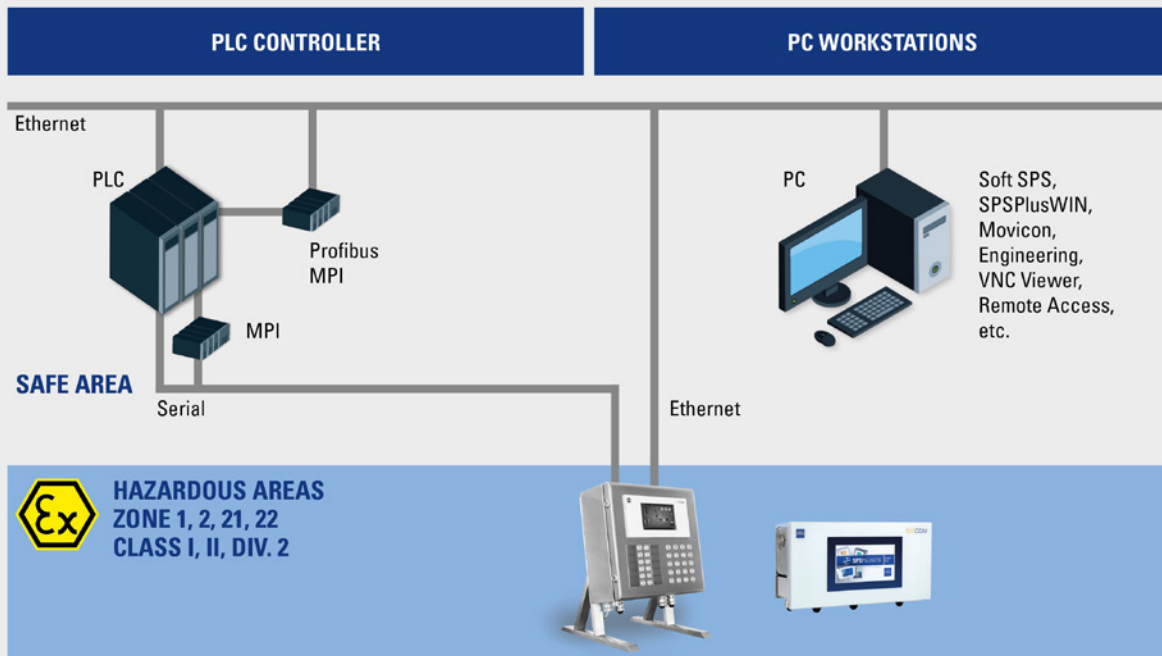 PLC CONTROLLER
PC WORKSTATIONS
Ethernet
PLC
Profibus
MPI
MPI
PC
Soft SPS,
SPSPlusWIN,
Movicon,
Engineering,
VNC Viewer,
Remote Access,
etc.
SAFE AREA
Serial
Ethernet
Ex
HAZARDOUS AREAS
ZONE 1, 2, 21, 22
CLASS I, II, DIV. 2